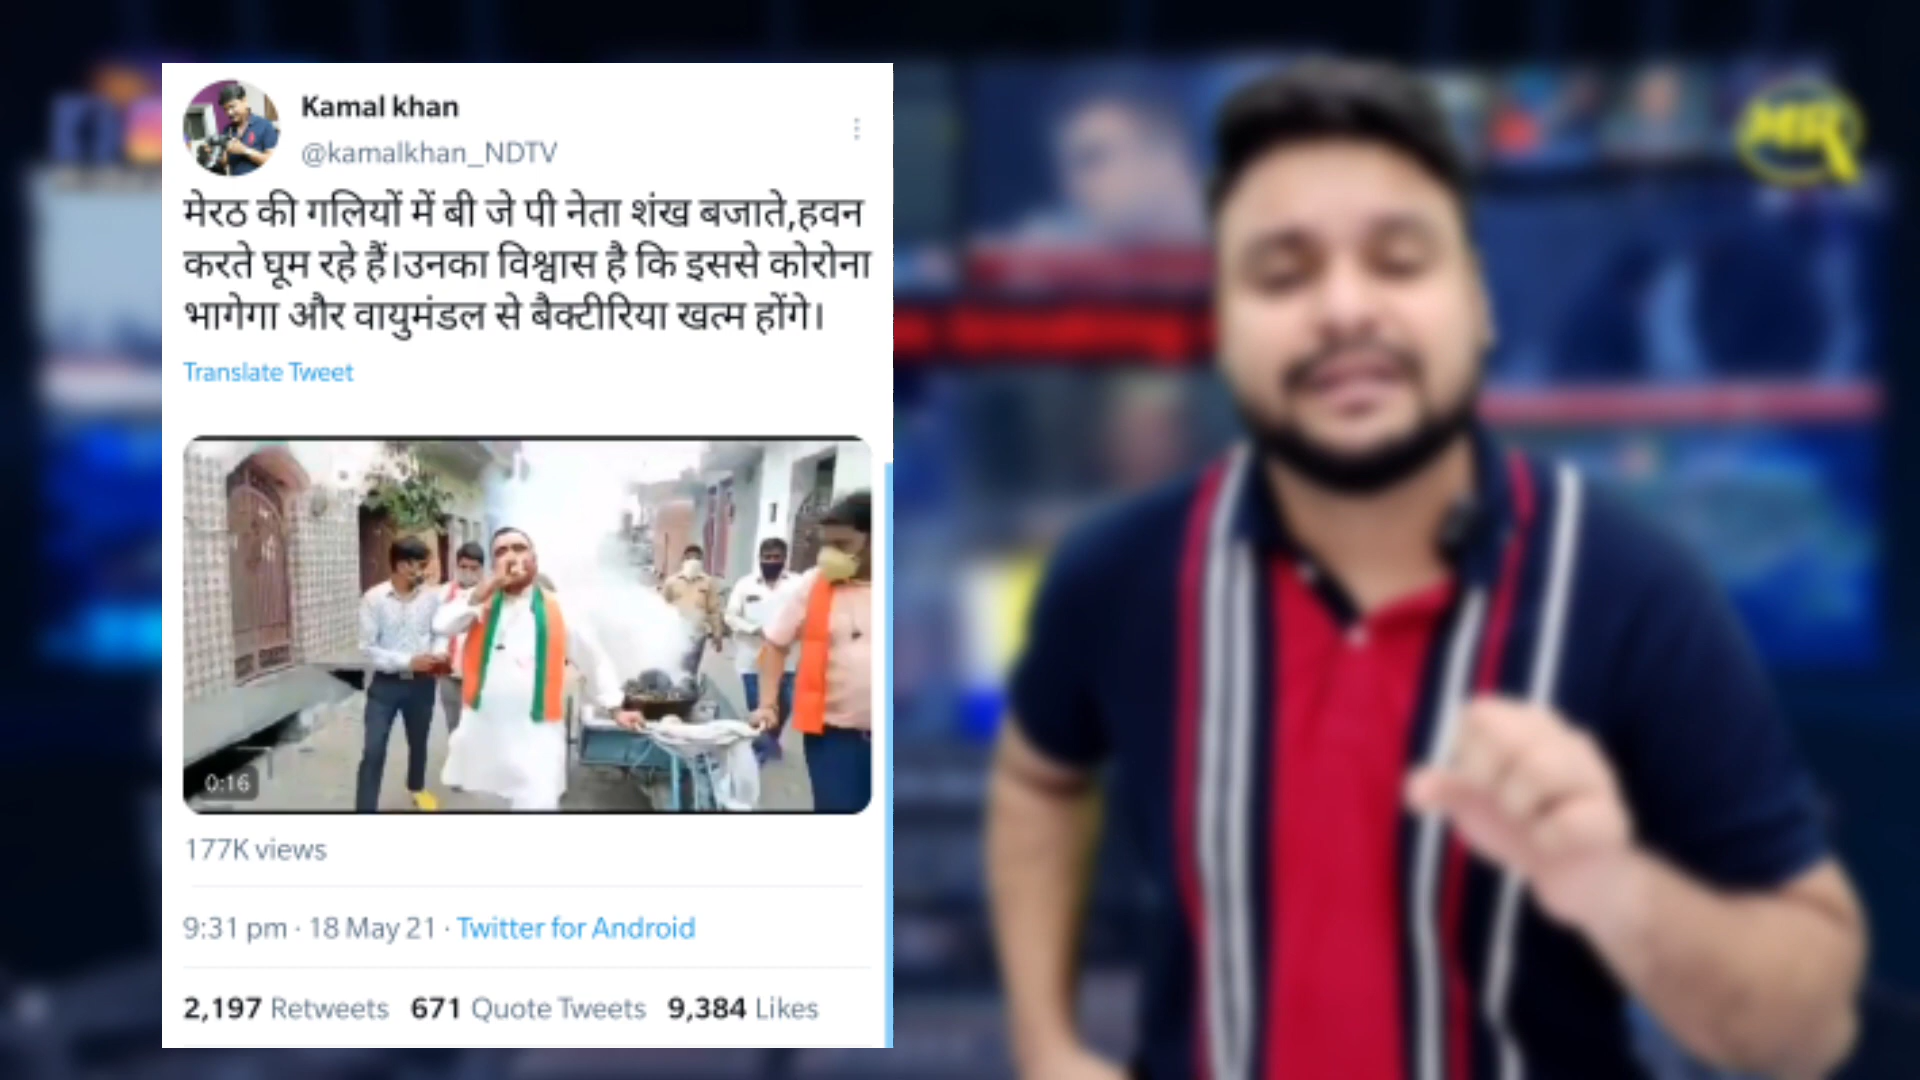 Kamal khan
@kamalkhan_NDTV
मेरठ की गलियों में बी जे पी नेता शंख बजाते,हवन
करते घूम रहे हैं।उनका विश्वास है कि इससे कोरोना
भागेगा और वायुमंडल से बैक्टीरिया खत्म होंगे।
Translate Tweet
0:16
177K views
9:31 pm · 18 May 21 · Twitter for Android
2,197 Retweets 671 Quote Tweets 9,384 Likes